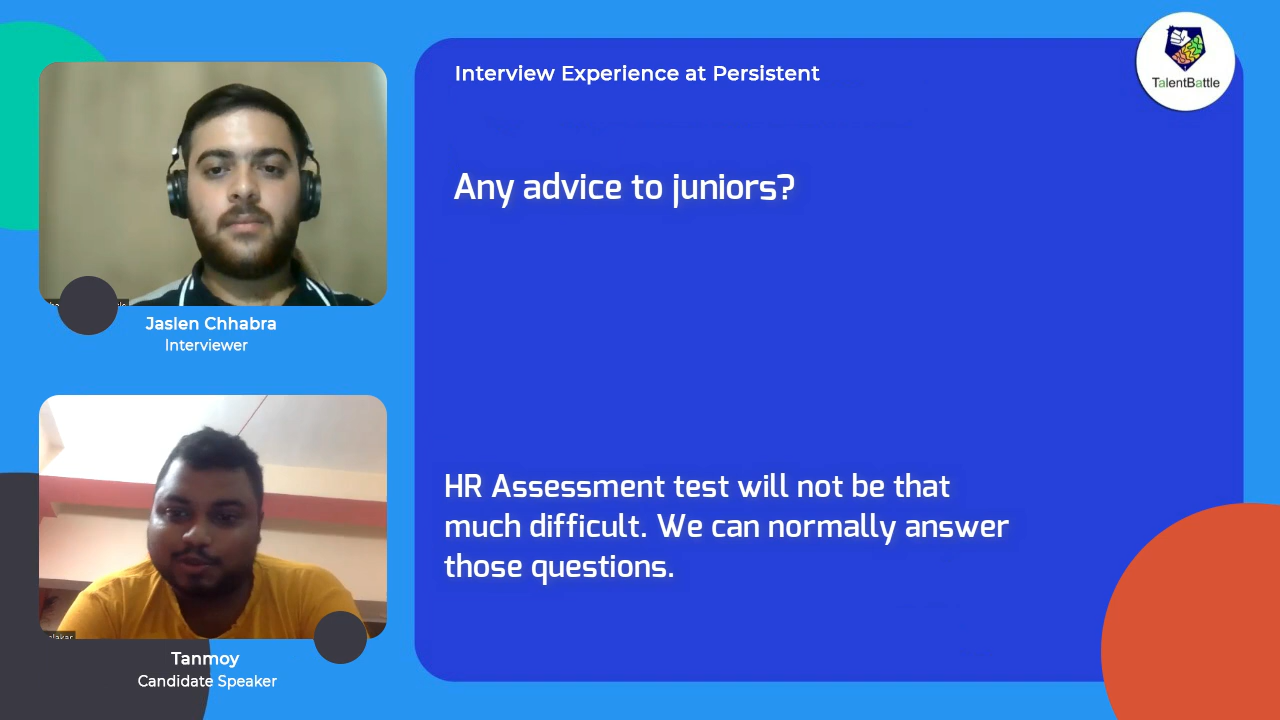 Interview Experience at Persistent
TalentBattle
Any advice to juniors?
Jaslen Chhabra
Interviewer
HR Assessment test will not be that
much difficult. We can normally answer
those questions.
Tanmoy
Candidate Speaker